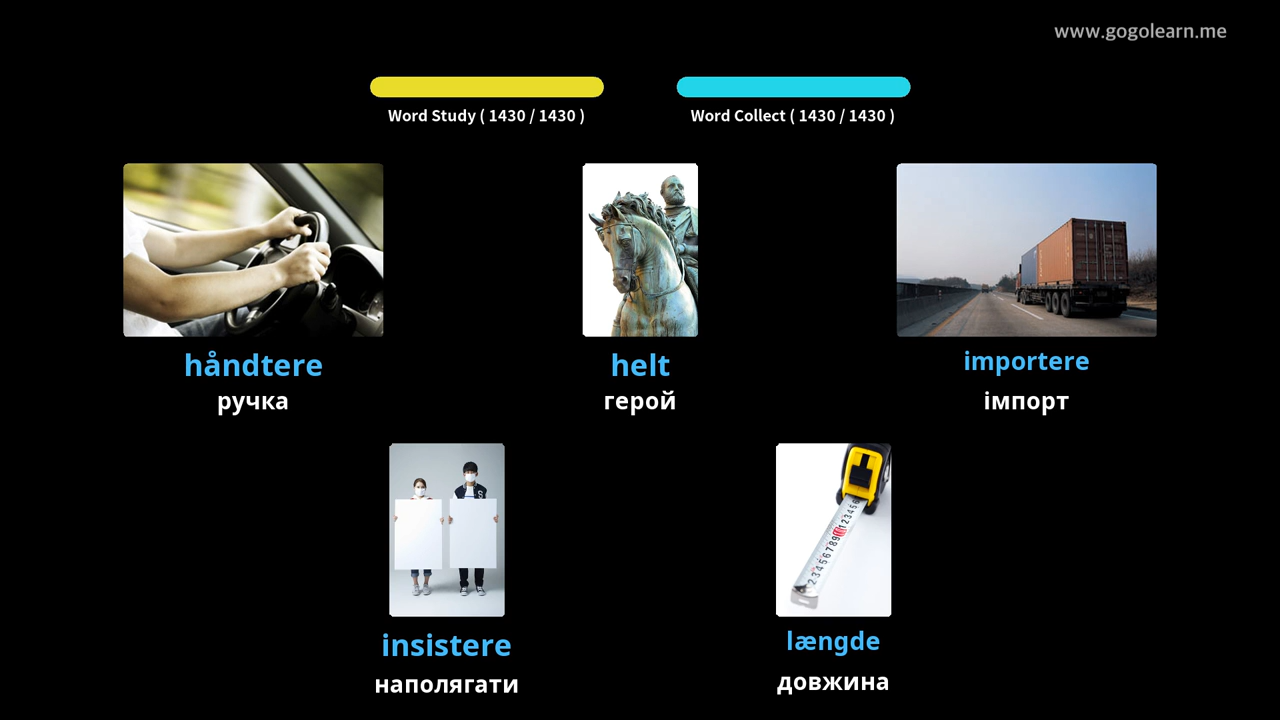 www.gogolearn.me
Word Study ( 1430 / 1430 )
Word Collect ( 1430 / 1430 )
håndtere
ручка
helt
герой
importere
імпорт
insistere
наполягати
længde
довжина